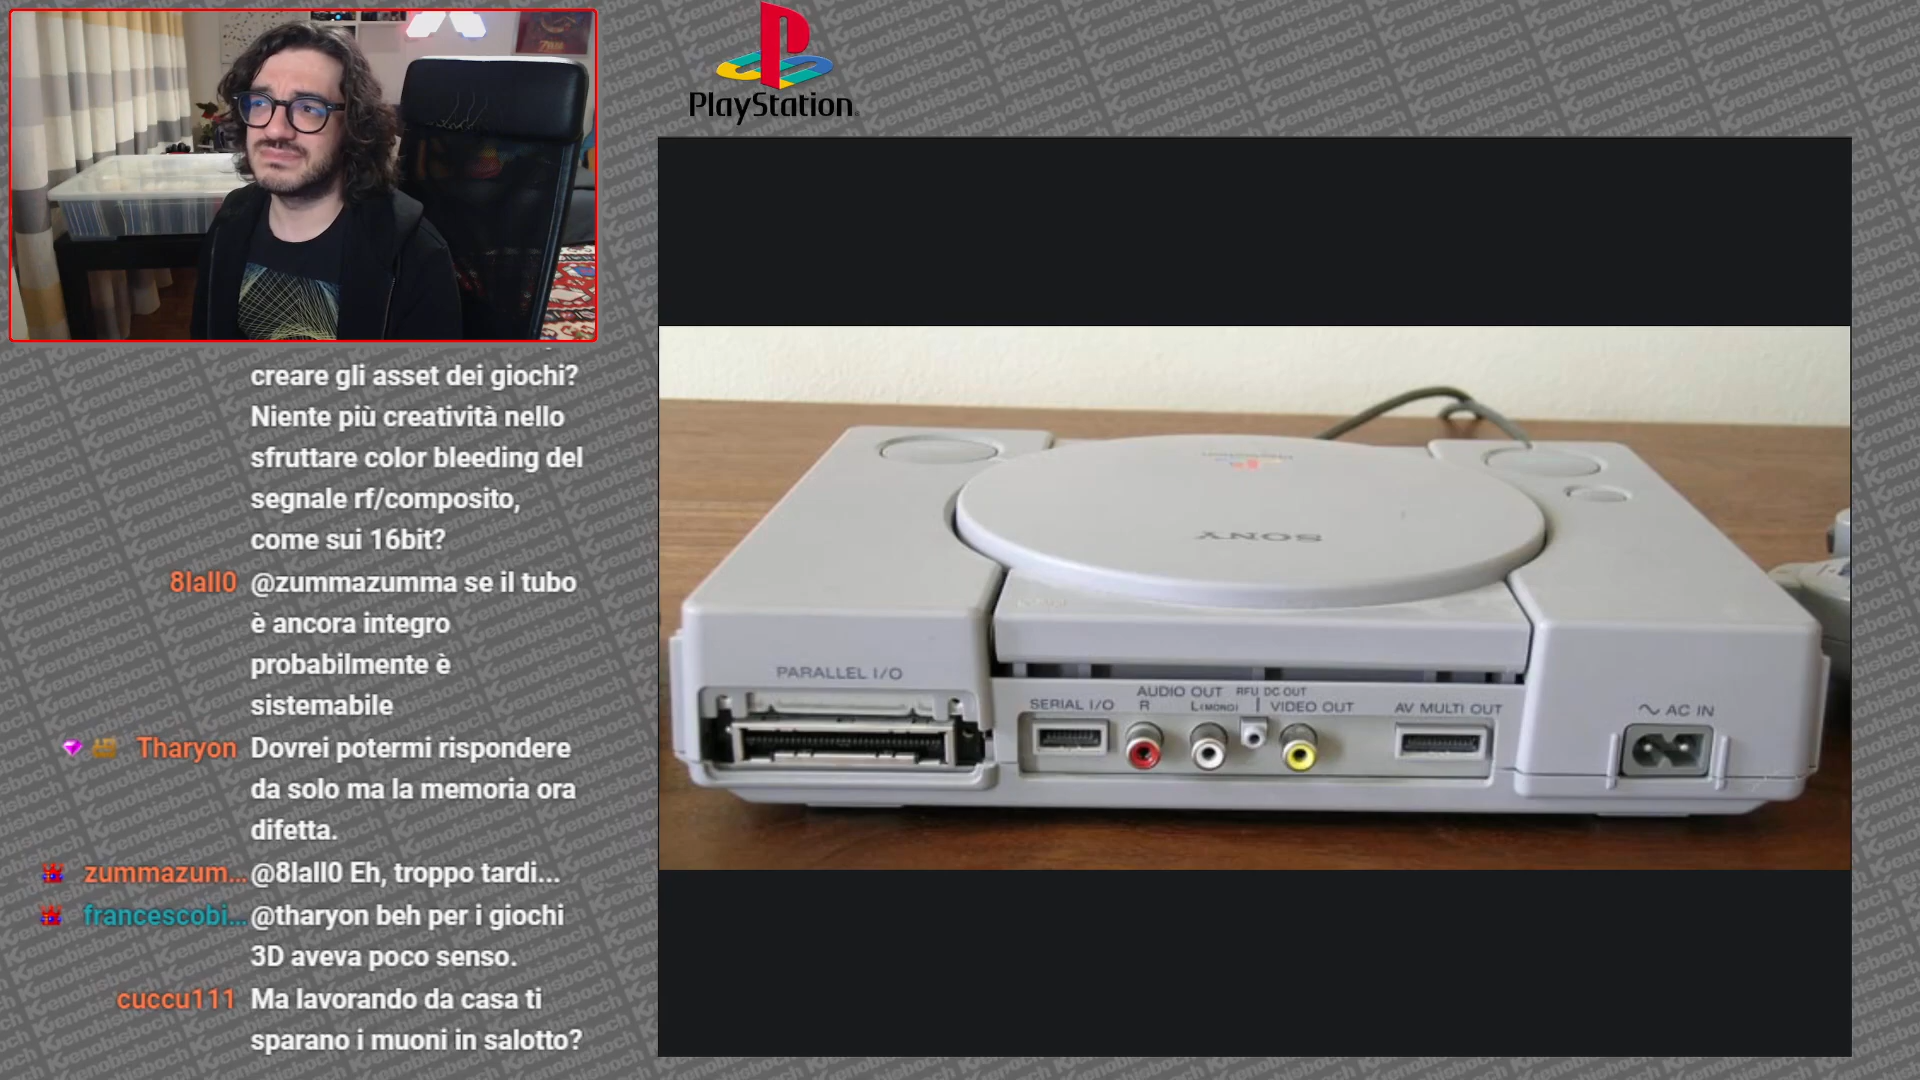 PlayStation
creare gli asset dei giochi?
Niente più creatività nello
sfruttare color bleeding del
segnale rf/composito,
come sui 16bit?
8lall0 @zummazumma se il tubo
è ancora integro
probabilmente è
sistemabile
Tharyon Dovrei potermi rispondere
da solo ma la memoria ora
difetta.
zummazum... @8lall0 Eh, troppo tardi...
francescobi... @tharyon beh per i giochi
3D aveva poco senso.
cuccu111 Ma lavorando da casa ti
sparano i muoni in salotto?
SONY
PARALLEL I/O
SERIAL I/O
AUDIO OUT
R
L(MONO)
RFU DC OUT
VIDEO OUT
AV MULTI OUT
AC IN
Kenobisboch